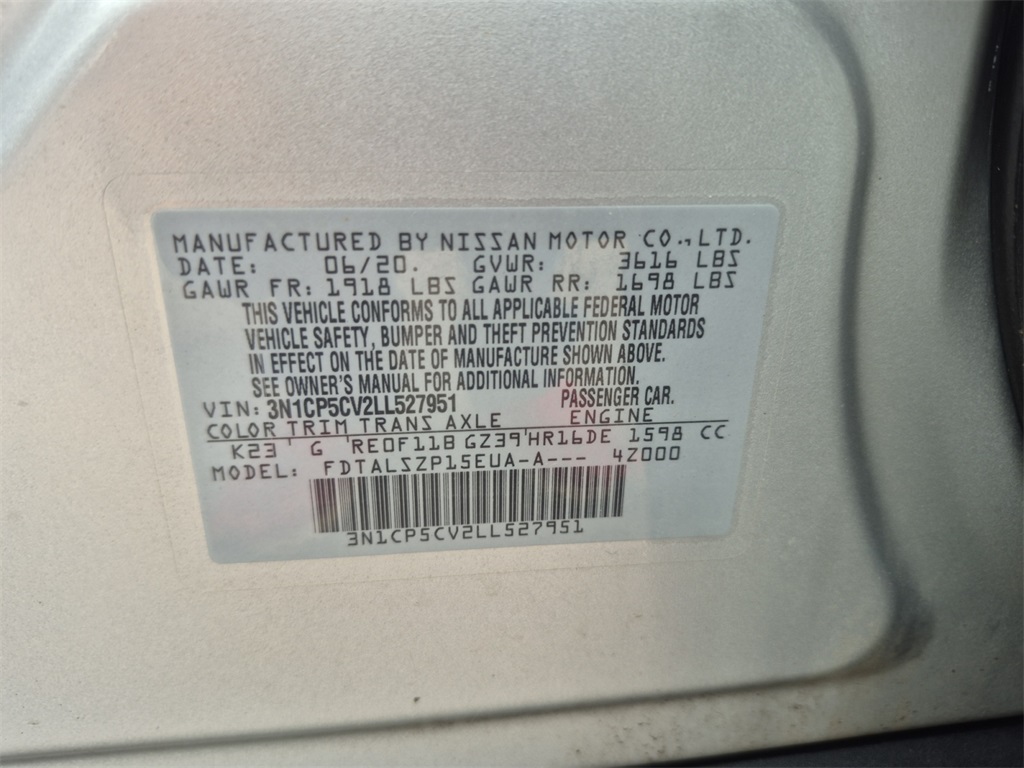 MANUFACTURED BY NISSAN MOTOR CO., LTD.
DATE: 06/20. GVWR: 3616 LBS
GAWR FR: 1918 LBS GAWR RR: 1698 LBS
THIS VEHICLE CONFORMS TO ALL APPLICABLE FEDERAL MOTOR
VEHICLE SAFETY, BUMPER AND THEFT PREVENTION STANDARDS
IN EFFECT ON THE DATE OF MANUFACTURE SHOWN ABOVE.
SEE OWNER'S MANUAL FOR ADDITIONAL INFORMATION.
VIN: 3N1CP5CV2LL527951 PASSENGER CAR.
COLOR TRIM TRANS AXLE ENGINE
K23 ' G 'RE0F11B GZ39'HR16DE 1598 CC
MODEL: FDTALSZP15EUA-A--- 4Z000
3N1CP5CV2LL527951